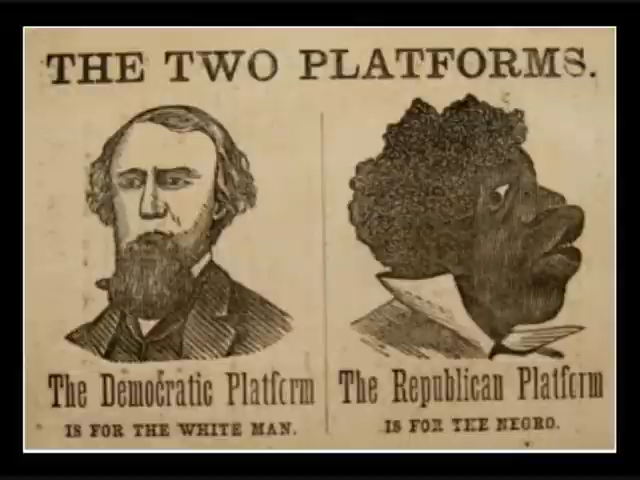 THE TWO PLATFORMS.
The Democratic Platform
IS FOR THE WHITE MAN.
The Republican Platform
IS FOR THE NEGRO.